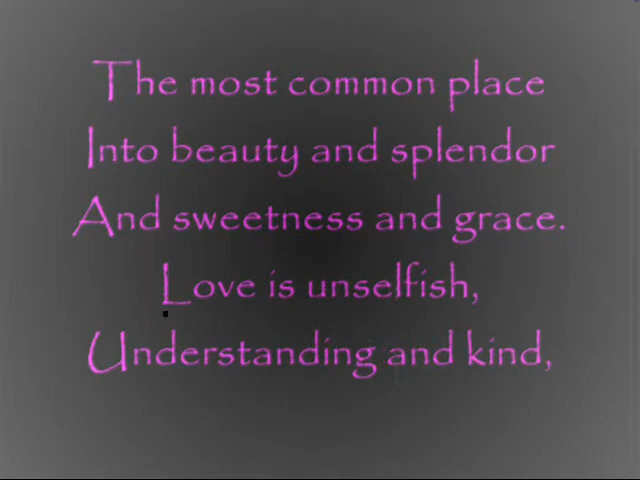 The most common place
Into beauty and splendor
And sweetness and grace.
Love is unselfish,
Understanding and kind,